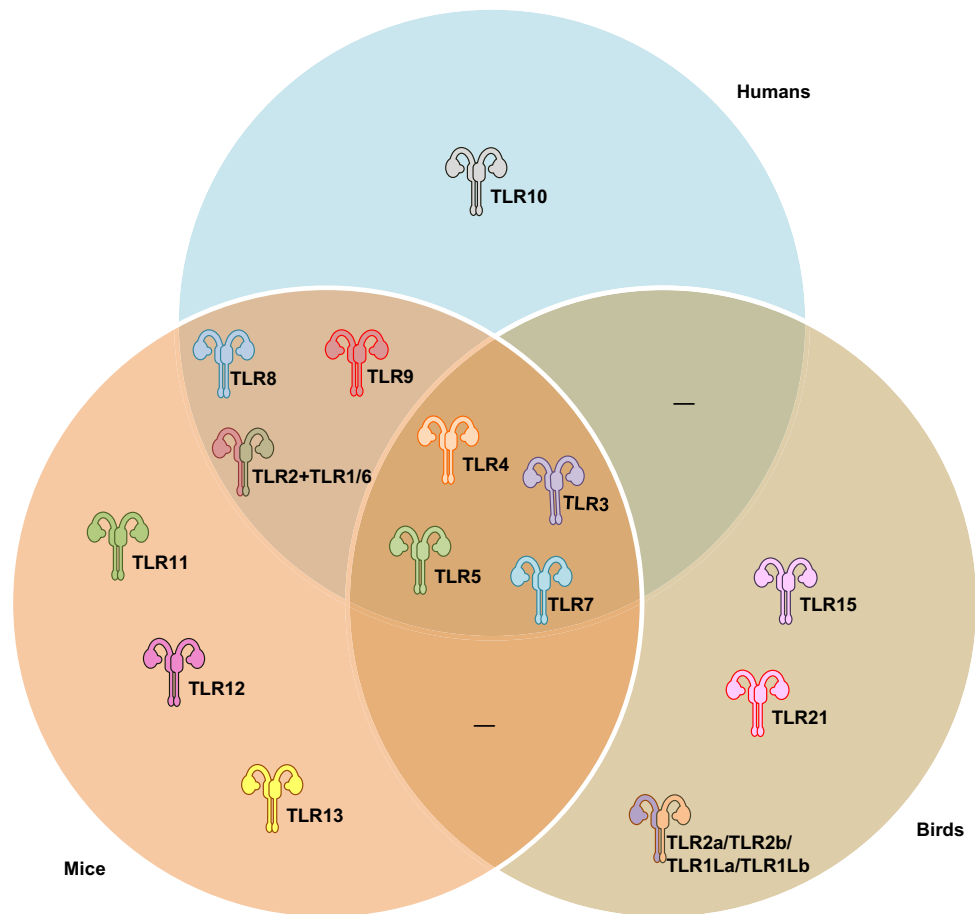 Humans
TLR10
TLR8
TLR9
TLR2+TLR1/6
TLR4
TLR3
TLR5
TLR7
—
TLR11
TLR12
TLR13
—
TLR15
TLR21
TLR2a/TLR2b/
TLR1La/TLR1Lb
Mice
Birds